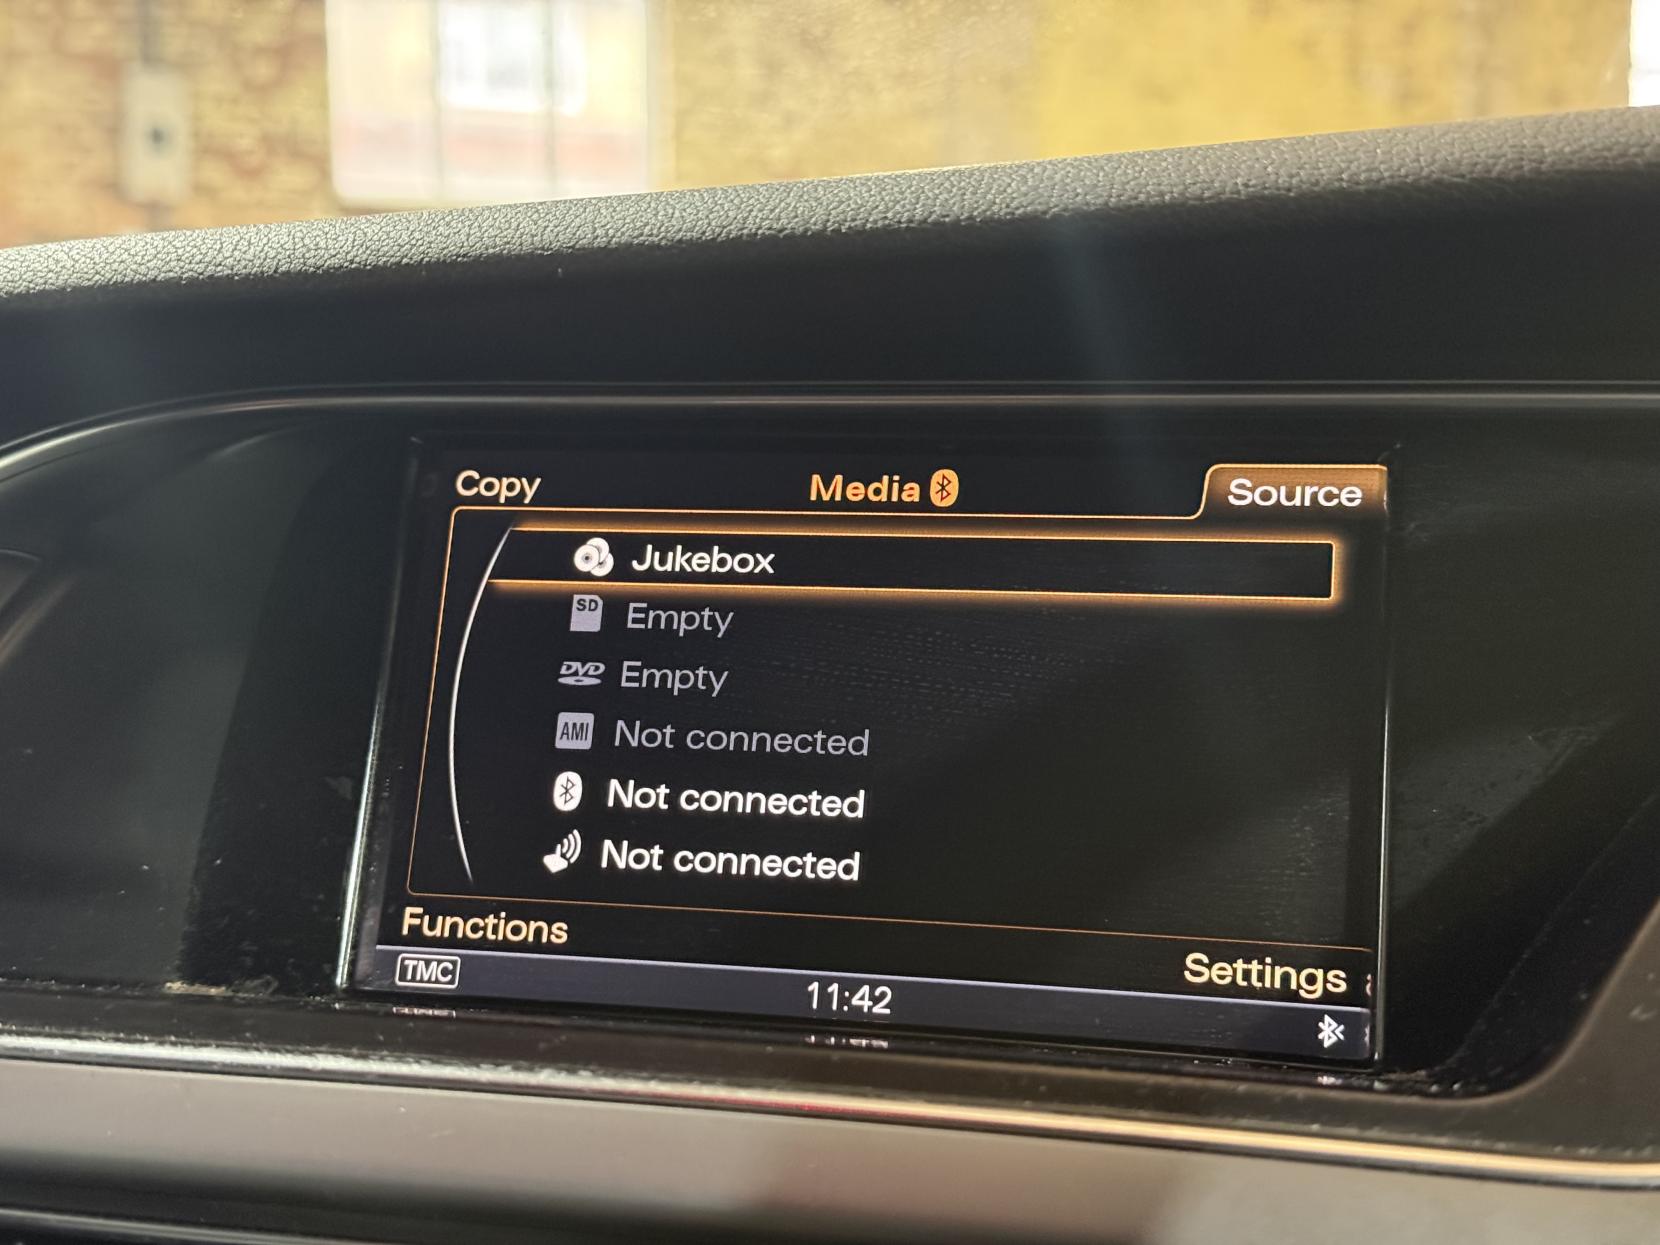 Copy
Media
Source
Jukebox
SD Empty
DVD Empty
AMI Not connected
Not connected
Not connected
Functions
Settings
TMC
11:42